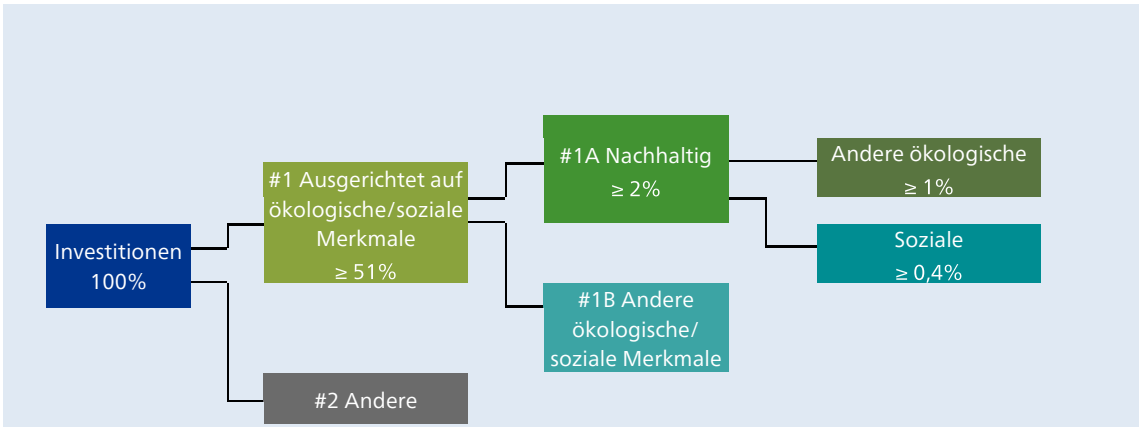 Investitionen
100%
#1 Ausgerichtet auf
ökologische/soziale
Merkmale
≥ 51%
#2 Andere
#1A Nachhaltig
≥ 2%
#1B Andere
ökologische/
soziale Merkmale
Andere ökologische
≥ 1%
Soziale
≥ 0,4%